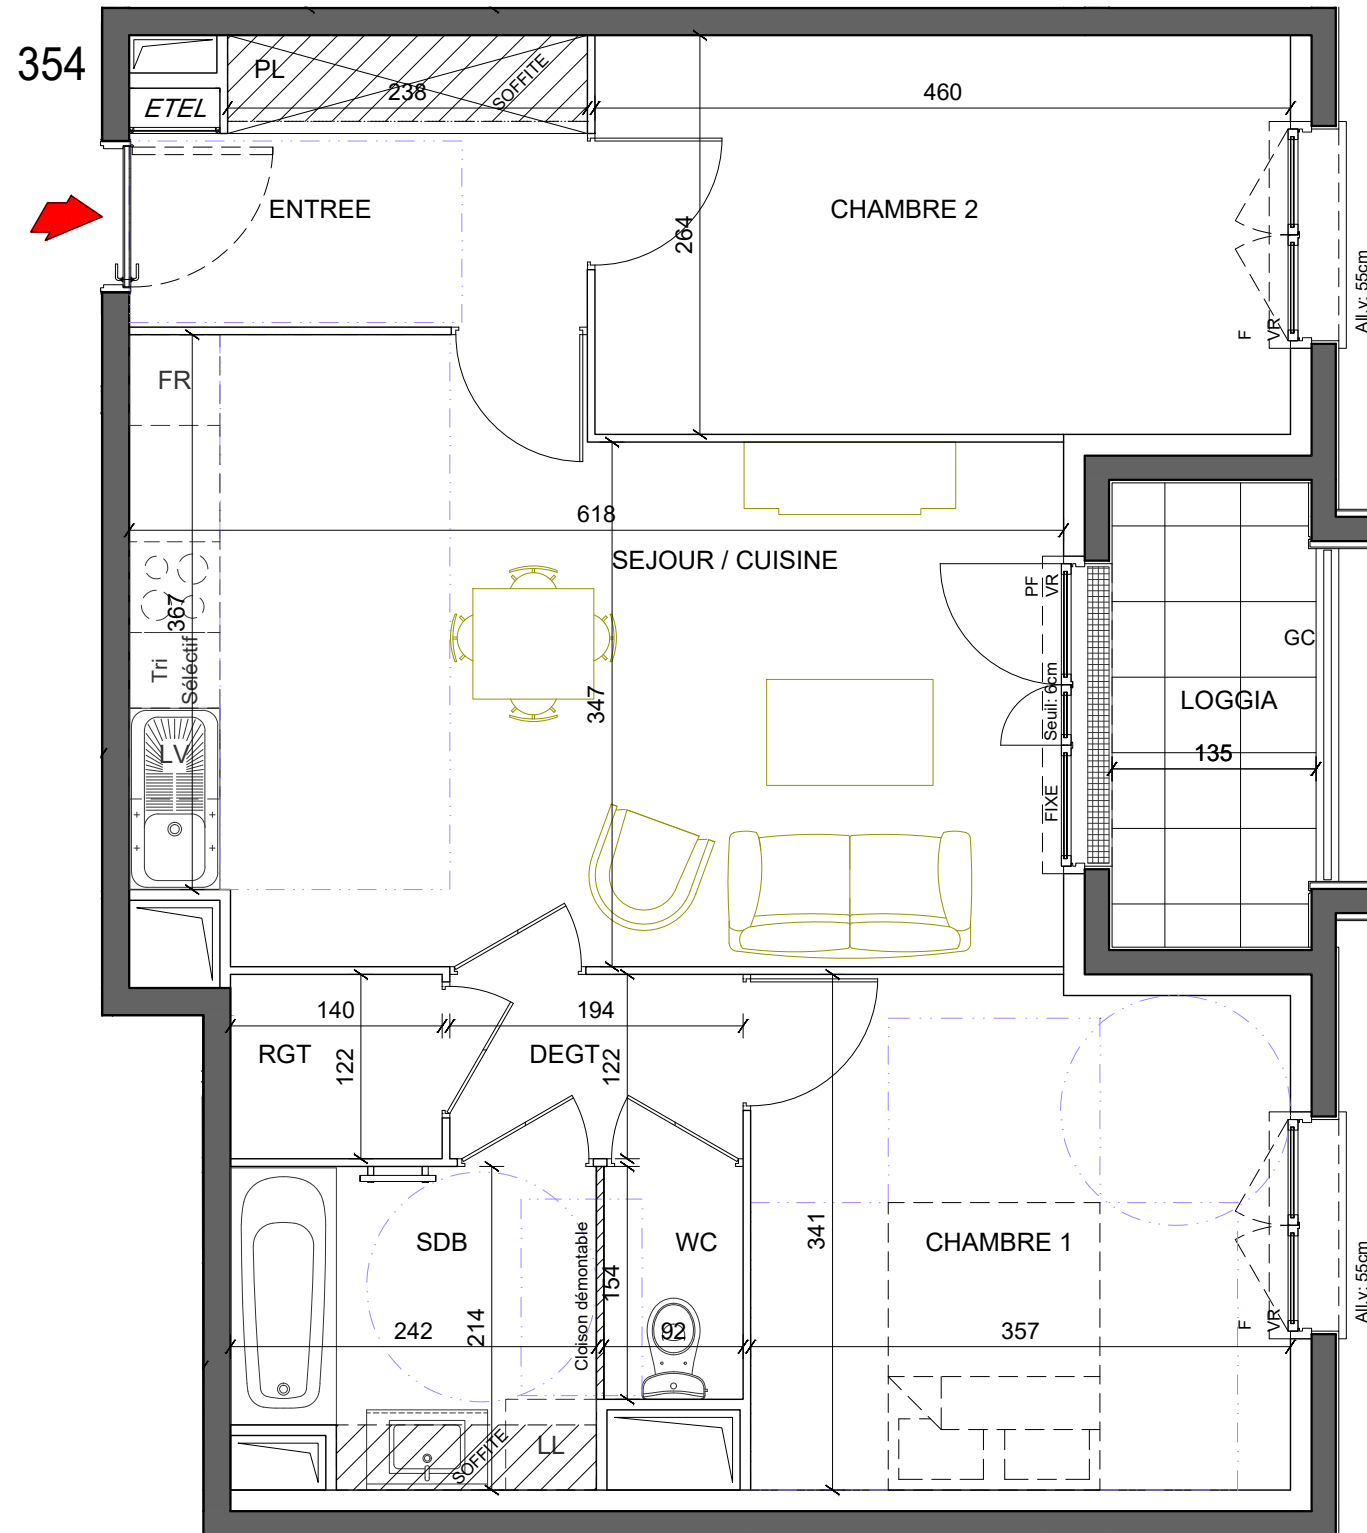 354
PL
SOFFITE
238
460
ETEL
ENTREE
CHAMBRE 2
264
F
VR
All.v: 55cm
FR
618
SEJOUR / CUISINE
367
Tri
Séléctif
LV
347
PF
VR
Seuil: 6cm
FIXE
GC
LOGGIA
135
140
194
RGT
122
DEGT
122
SDB
WC
CHAMBRE 1
341
Cloison démontable
154
214
242
92
357
F
VR
All.v: 55cm
SOFFITE
LL